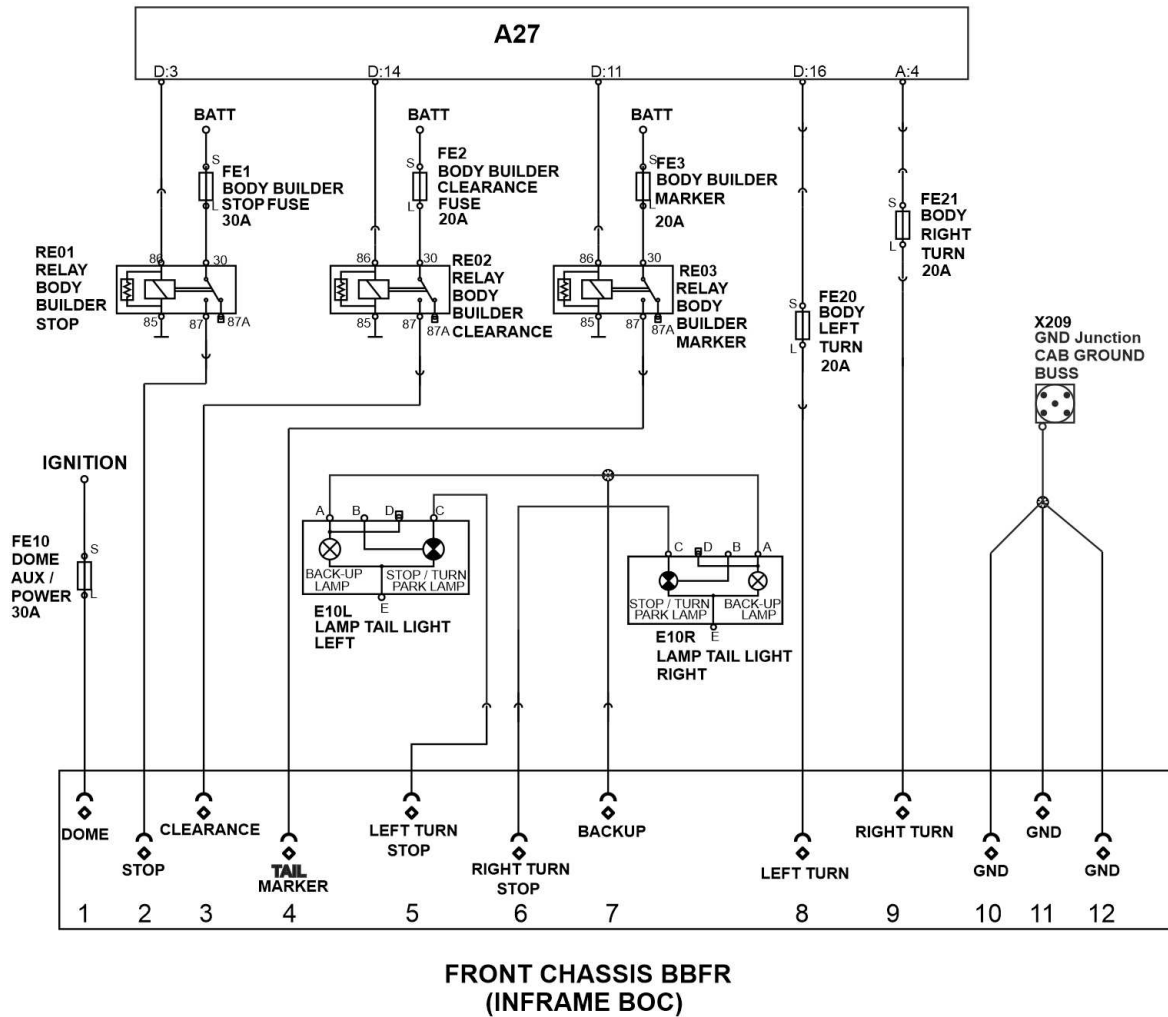 A27
D:3 D:14 D:11 D:16 A:4
BATT
S
FE1
BODY BUILDER
STOP FUSE
30A
L
BATT
S
FE2
BODY BUILDER
CLEARANCE
FUSE
20A
L
BATT
S
FE3
BODY BUILDER
MARKER
20A
L
S
FE21
BODY
RIGHT
TURN
20A
L
RE01
RELAY
BODY
BUILDER
STOP
86 30
85 87 87A
RE02
RELAY
BODY
BUILDER
CLEARANCE
86 30
85 87 87A
RE03
RELAY
BODY
BUILDER
MARKER
86 30
85 87 87A
S
FE20
BODY
LEFT
TURN
20A
L
X209
GND Junction
CAB GROUND
BUSS
IGNITION
FE10
DOME
AUX /
POWER
30A
S
L
A B D C
BACK-UP
LAMP
STOP / TURN
PARK LAMP
E
E10L
LAMP TAIL LIGHT
LEFT
C D B A
STOP / TURN
PARK LAMP
BACK-UP
LAMP
E
E10R
LAMP TAIL LIGHT
RIGHT
DOME
STOP
CLEARANCE
TAIL
MARKER
LEFT TURN
STOP
RIGHT TURN
STOP
BACKUP
LEFT TURN
RIGHT TURN
GND
GND
GND
1 2 3 4 5 6 7 8 9 10 11 12
FRONT CHASSIS BBFR
(INFRAME BOC)